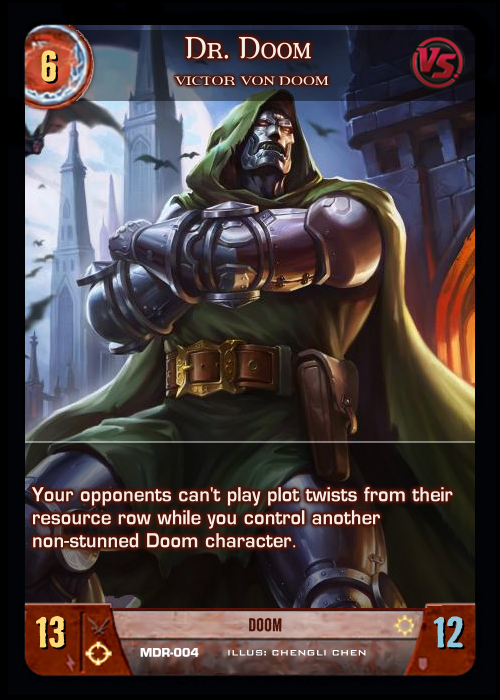 6
Dr. Doom
VS.
VICTOR VON DOOM
Your opponents can't play plot twists from their
resource row while you control another
non-stunned Doom character.
13
DOOM
12
MDR-004 ILLUS: CHENGLI CHEN